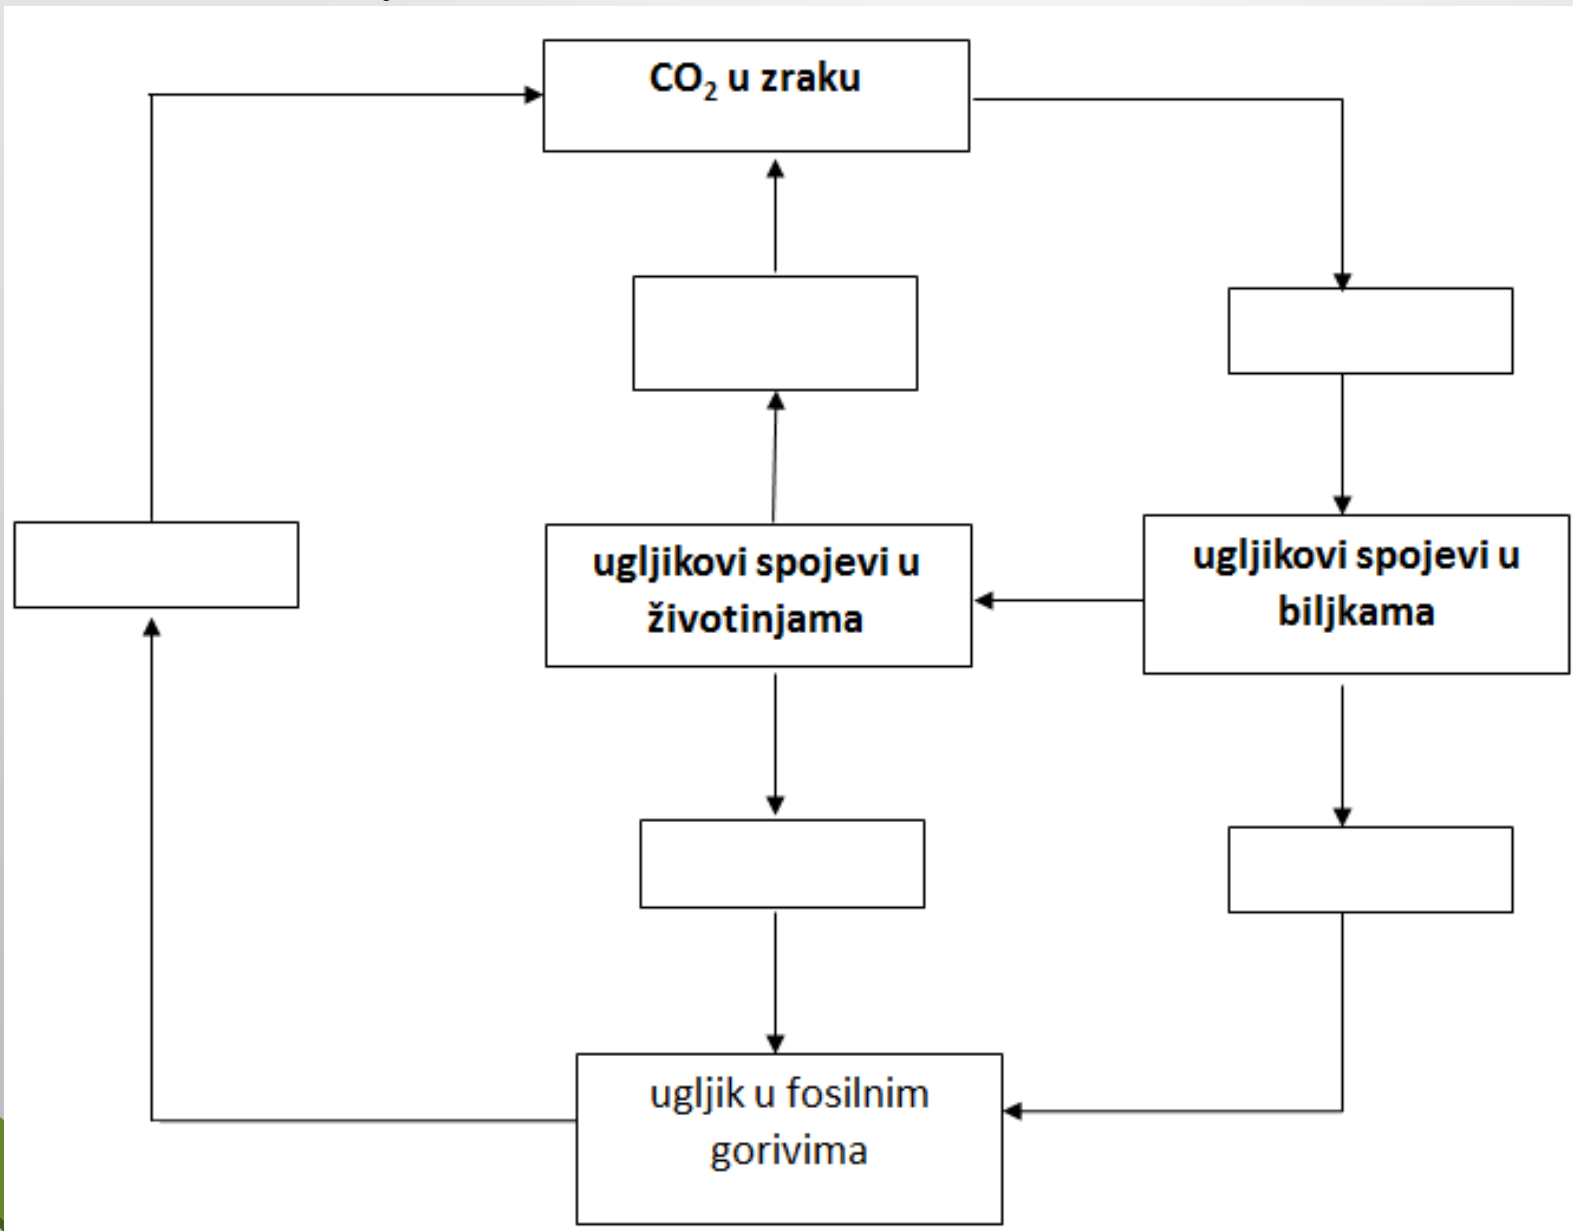 CO₂ u zraku
ugljikovi spojevi u
životinjama
ugljikovi spojevi u
biljkama
ugljik u fosilnim
gorivima